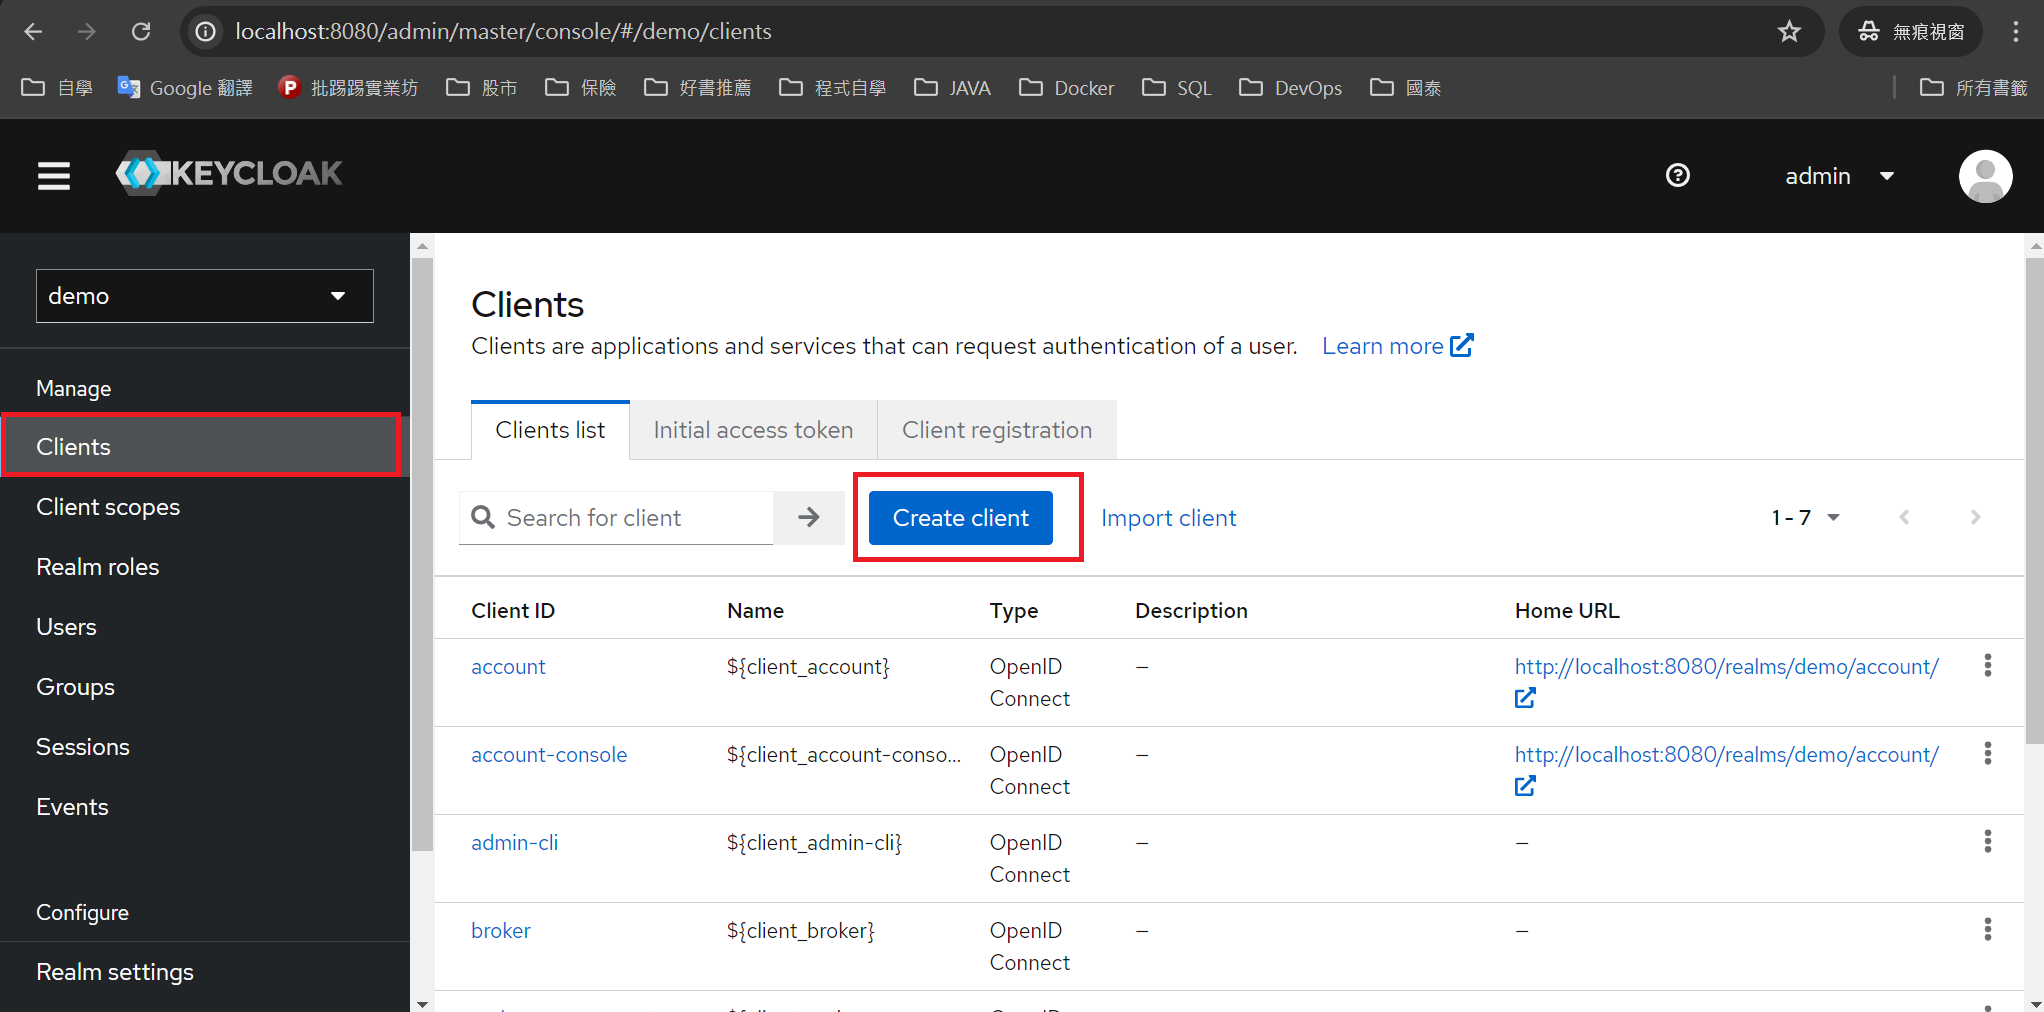 localhost:8080/admin/master/console/#/demo/clients
無痕視窗
自學 Google 翻譯 批踢踢實業坊 股市 保險 好書推薦 程式自學 JAVA Docker SQL DevOps 國泰 所有書籤
KEYCLOAK
admin
demo
Manage
Clients
Client scopes
Realm roles
Users
Groups
Sessions
Events
Configure
Realm settings
Clients
Clients are applications and services that can request authentication of a user. Learn more
Clients list Initial access token Client registration
Search for client Create client Import client 1 - 7
Client ID Name Type Description Home URL
account ${client_account} OpenID Connect – http://localhost:8080/realms/demo/account/
account-console ${client_account-conso... OpenID Connect – http://localhost:8080/realms/demo/account/
admin-cli ${client_admin-cli} OpenID Connect – –
broker ${client_broker} OpenID Connect – –